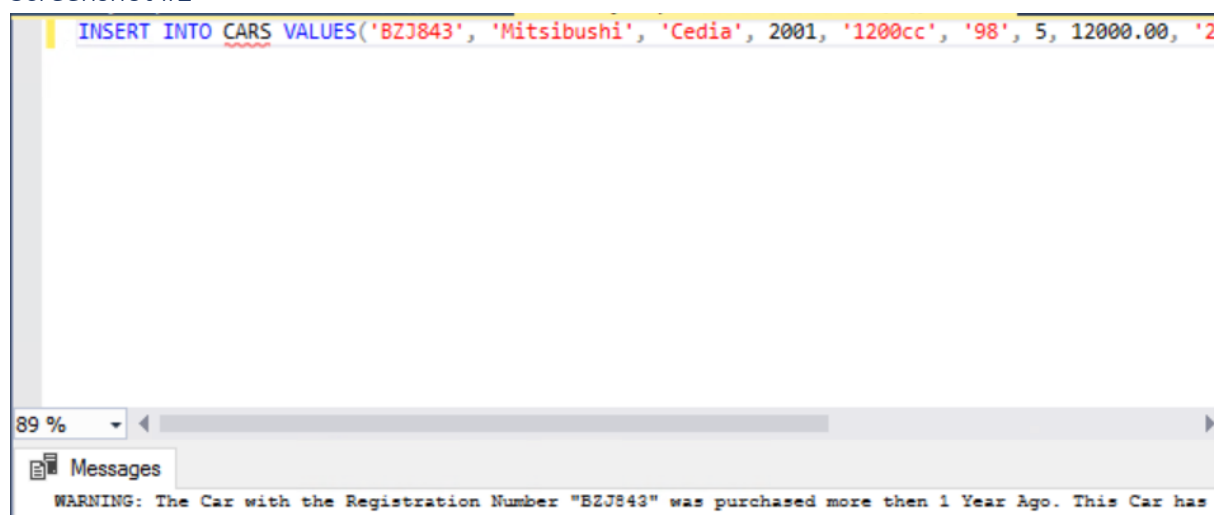 INSERT INTO CARS VALUES('BZJ843', 'Mitsibushi', 'Cedia', 2001, '1200cc', '98', 5, 12000.00, '2
89 %
Messages
WARNING: The Car with the Registration Number "BZJ843" was purchased more then 1 Year Ago. This Car has